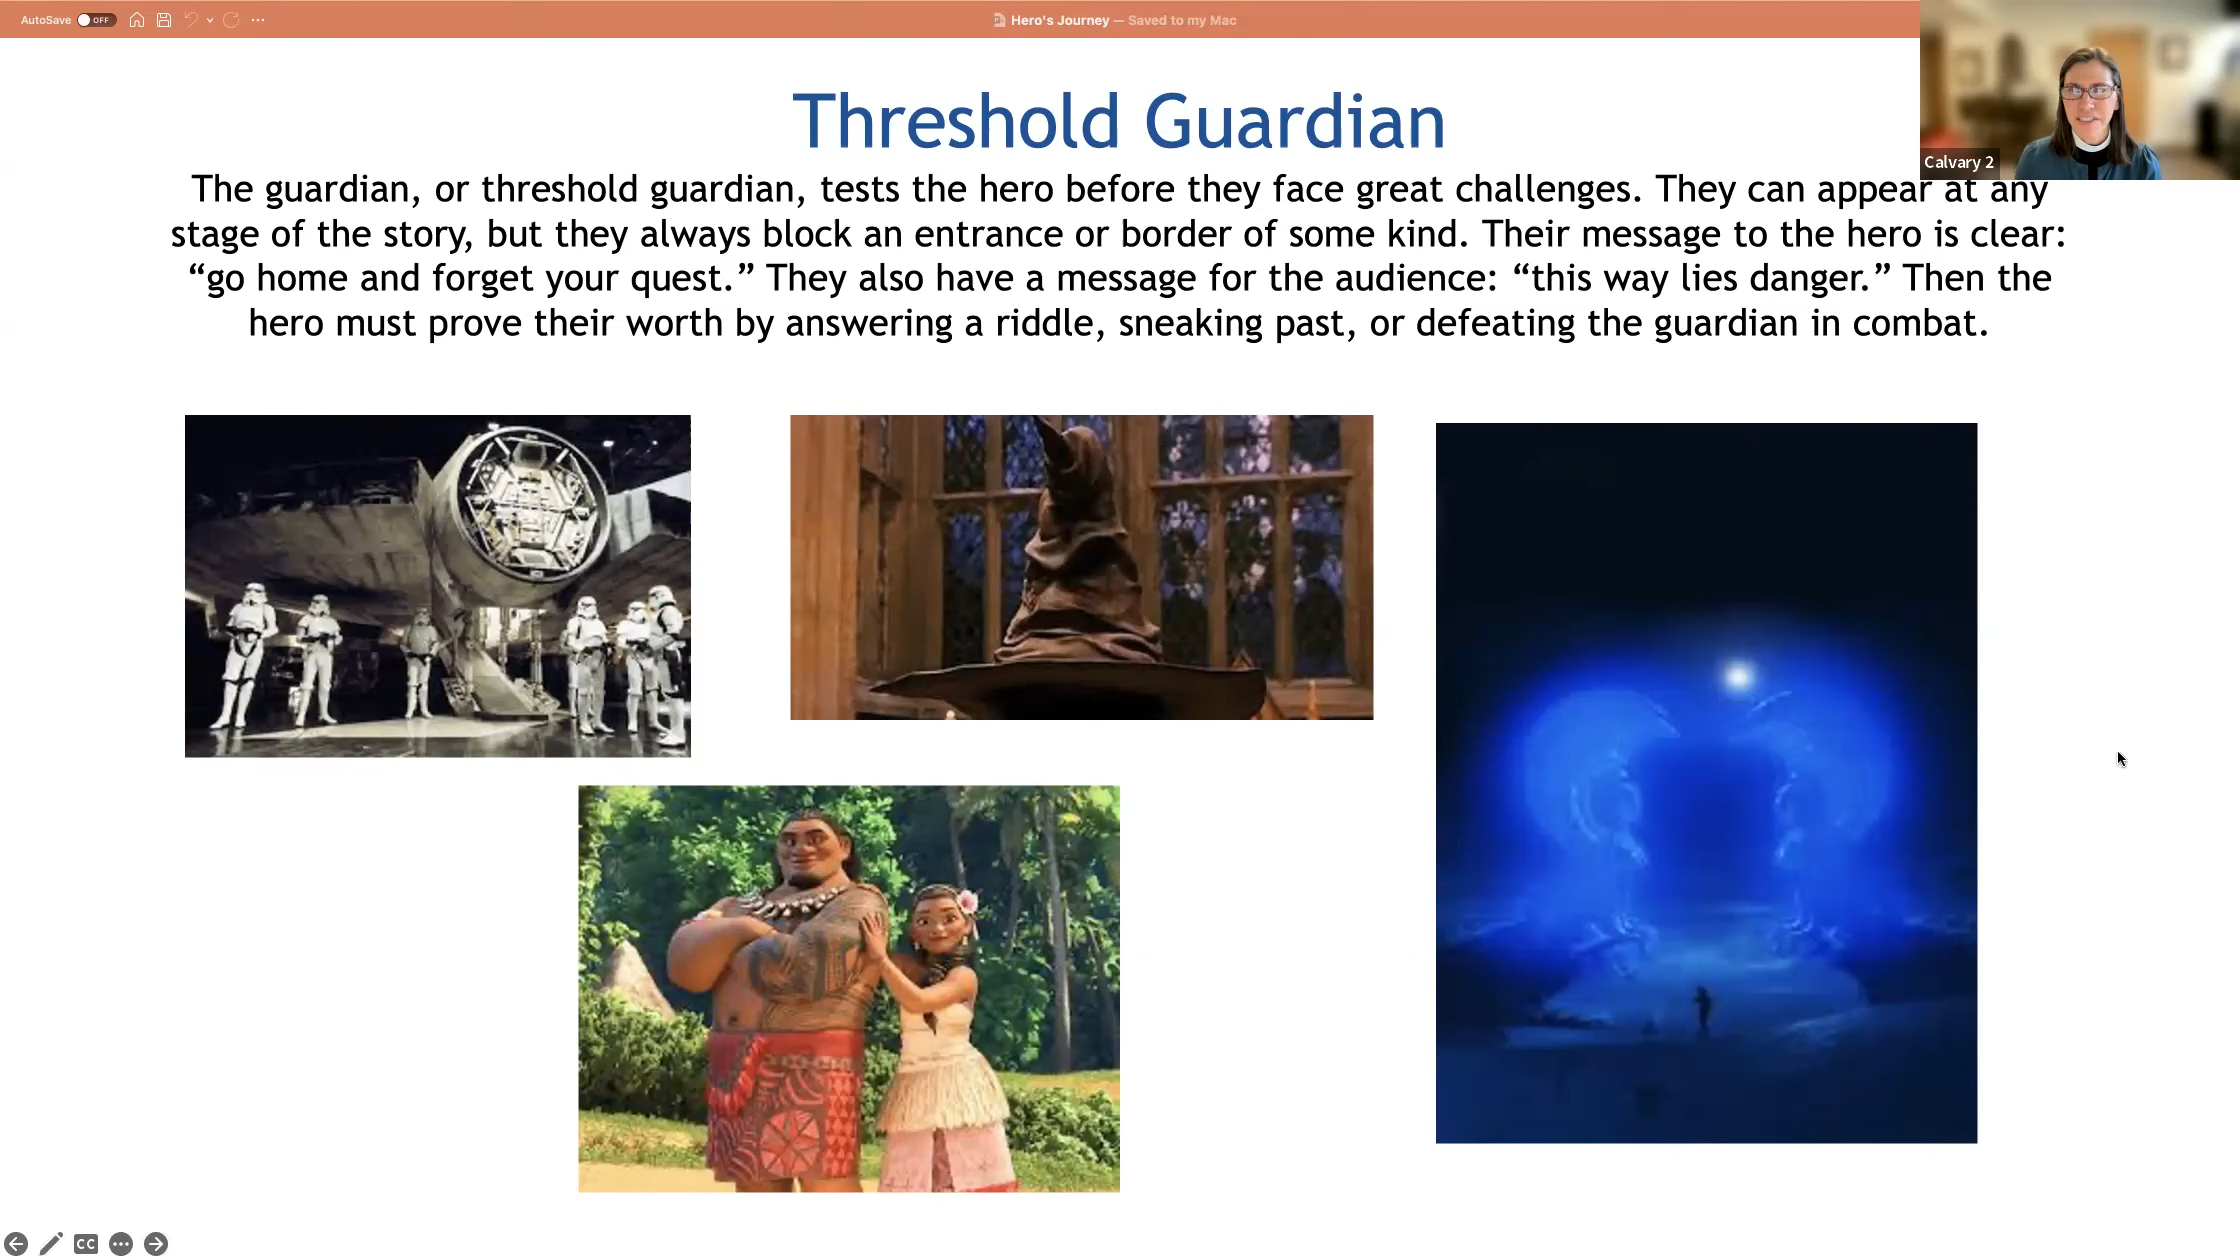 AutoSave OFF
Hero's Journey — Saved to my Mac
Calvary 2
Threshold Guardian
The guardian, or threshold guardian, tests the hero before they face great challenges. They can appear at any
stage of the story, but they always block an entrance or border of some kind. Their message to the hero is clear:
“go home and forget your quest.” They also have a message for the audience: “this way lies danger.” Then the
hero must prove their worth by answering a riddle, sneaking past, or defeating the guardian in combat.
CC